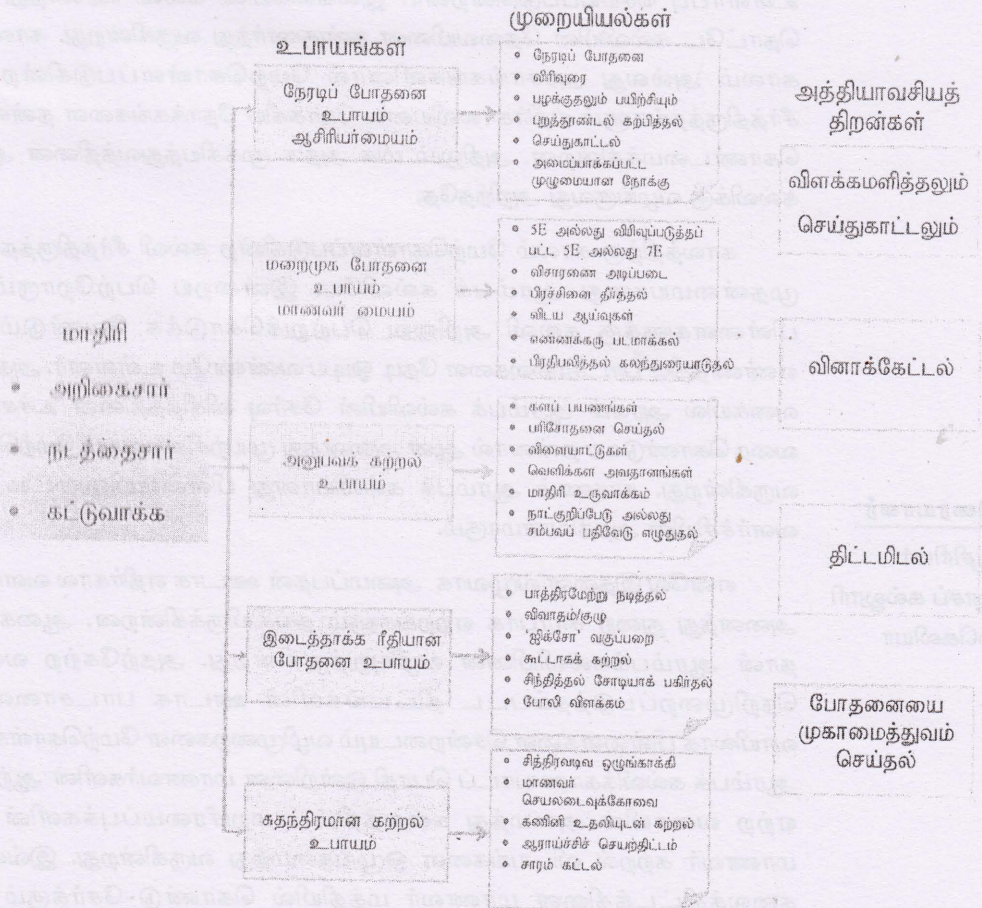 மாதிரி
• அறிகைசார்
• நடத்தைசார்
• கட்டுவாக்க
உபாயங்கள்
நேரடிப் போதனை
உபாயம்
ஆசிரியர்மையம்
மறைமுக போதனை
உபாயம்
மாணவர் மையம்
அனுபவக் கற்றல்
உபாயம்
இடைத்தாக்க ரீதியான
போதனை உபாயம்
சுதந்திரமான கற்றல்
உபாயம்
முறையியல்கள்
• நேரடிப் போதனை
• விரிவுரை
• பழக்குதலும் பயிற்சியும்
• புறத்தூண்டல் கற்பித்தல்
• செய்துகாட்டல்
அமைப்பாக்கப்பட்ட
முழுமையான நோக்கு
• 5E அல்லது விரிவுபடுத்தப்
பட்ட 5E அல்லது 7E
• விசாரணை அடிப்படை
• பிரச்சினை தீர்த்தல்
• விடய ஆய்வுகள்
• எண்ணக்கரு படமாக்கல்
• பிரதிபலித்தல் கலந்துரையாடுதல்
• களப் பயணங்கள்
• பரிசோதனை செய்தல்
• விளையாட்டுகள்
• வெளிக்கள அவதானங்கள்
• மாதிரி உருவாக்கம்
• நாட்குறிப்பேடு அல்லது
சம்பவப் பதிவேடு எழுதுதல்
• பாத்திரமேற்று நடித்தல்
• விவாதம்/குழு
• 'ஜிக்சோ' வகுப்பறை
• கூட்டாகக் கற்றல்
• சிந்தித்தல் சோடியாக் பகிர்தல்
• போலி விளக்கம்
• சித்திரவடிவ ஒழுங்காக்கி
• மாணவர்
செயலடைவுக்கோவை
• கணினி உதவியுடன் கற்றல்
• ஆராய்ச்சிச் செயற்திட்டம்
• சாரம் கட்டல்
அத்தியாவசியத்
திறன்கள்
விளக்கமளித்தலும்
செய்துகாட்டலும்
வினாக்கேட்டல்
திட்டமிடல்
போதனையை
முகாமைத்துவம்
செய்தல்